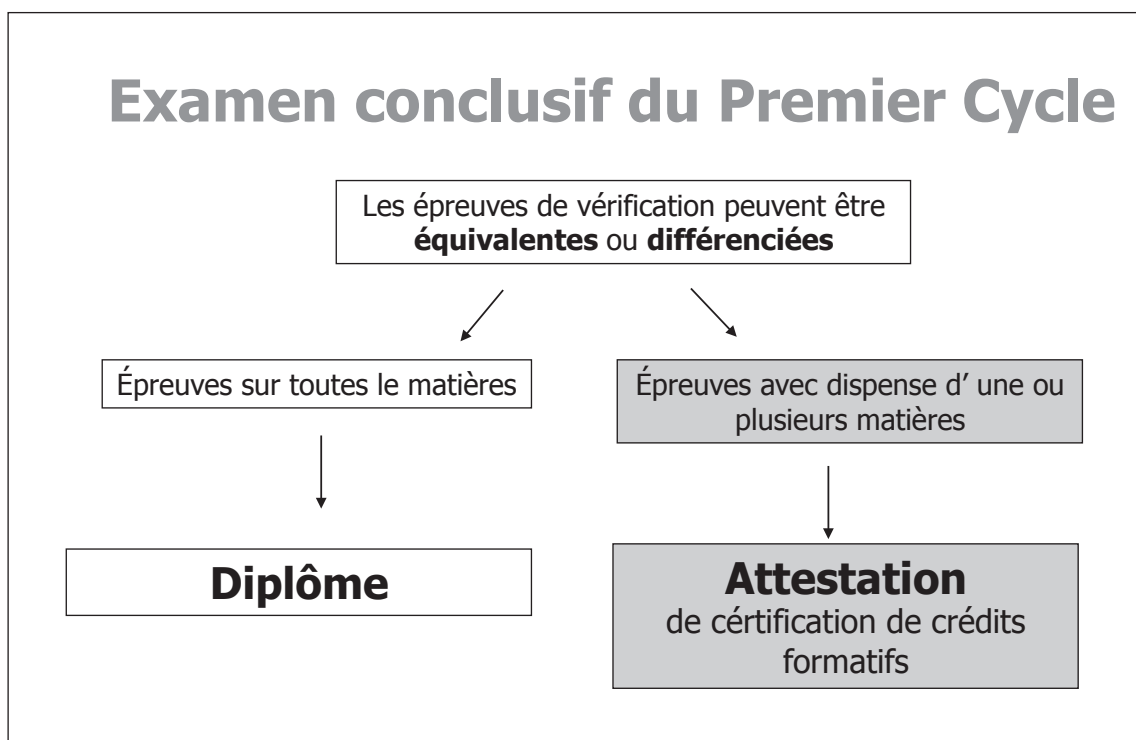 Examen conclusif du Premier Cycle
Les épreuves de vérification peuvent être
équivalentes ou différenciées
Épreuves sur toutes le matières
Épreuves avec dispense d’ une ou
plusieurs matières
Diplôme
Attestation
de cértification de crédits
formatifs